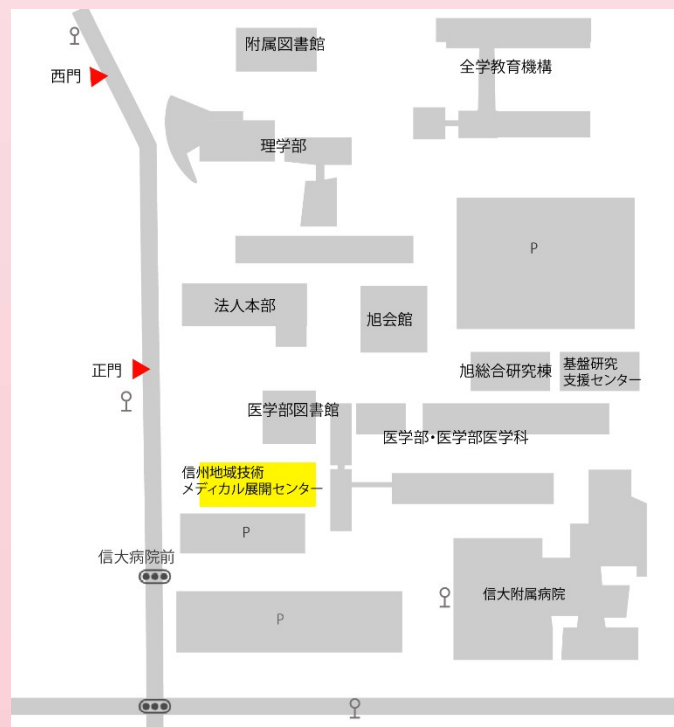 附属図書館
全学教育機構
西門
理学部
P
法人本部
旭会館
正門
旭総合研究棟
基盤研究
支援センター
医学部図書館
医学部・医学部医学科
信州地域技術
メディカル展開センター
P
信大病院前
信大附属病院
P